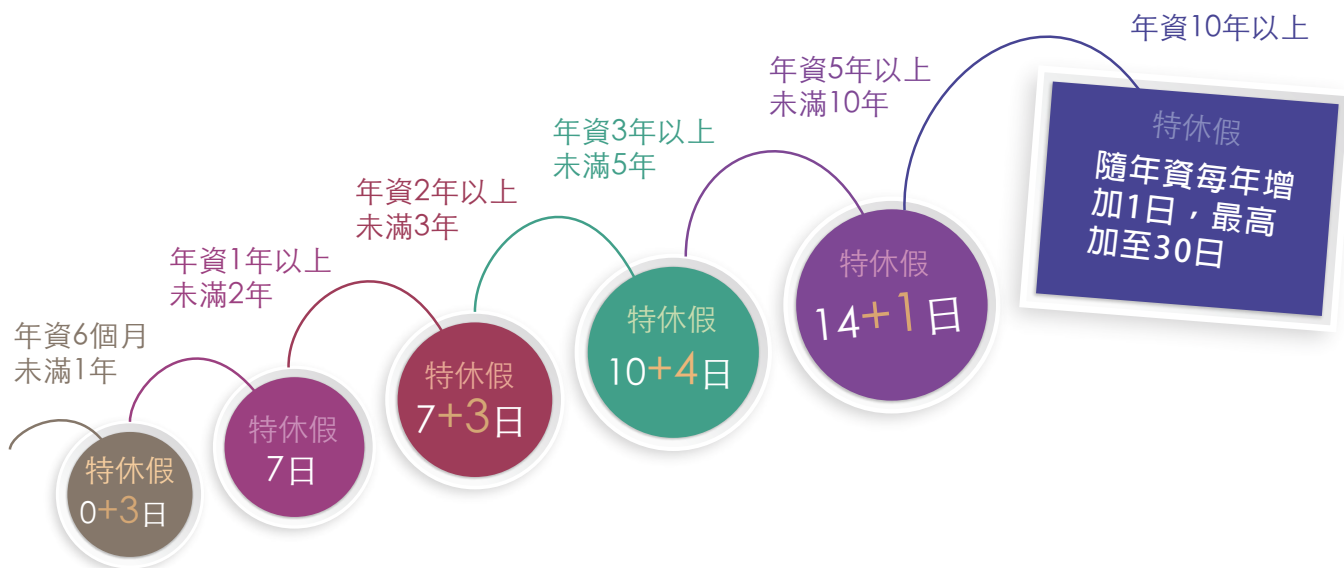 年資6個月
未滿1年
特休假
0+3日
年資1年以上
未滿2年
特休假
7日
年資2年以上
未滿3年
特休假
7+3日
年資3年以上
未滿5年
特休假
10+4日
年資5年以上
未滿10年
特休假
14+1日
年資10年以上
特休假
隨年資每年增
加1日，最高
加至30日